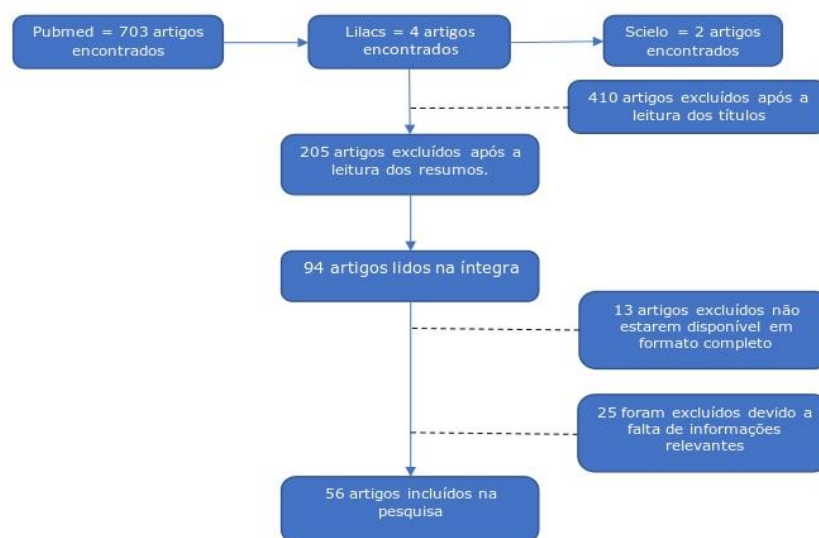 Pubmed = 703 artigos
encontrados
Lilacs = 4 artigos
encontrados
Scielo = 2 artigos
encontrados
410 artigos excluídos após a
leitura dos títulos
205 artigos excluídos após a
leitura dos resumos.
94 artigos lidos na íntegra
13 artigos excluídos não
estarem disponível em
formato completo
25 foram excluídos devido a
falta de informações
relevantes
56 artigos incluídos na
pesquisa